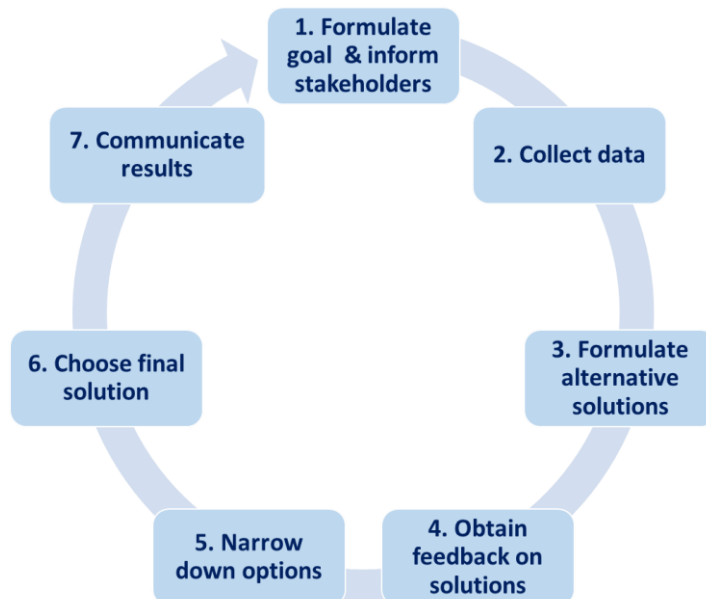 1. Formulate
goal & inform
stakeholders
2. Collect data
3. Formulate
alternative
solutions
4. Obtain
feedback on
solutions
5. Narrow
down options
6. Choose final
solution
7. Communicate
results